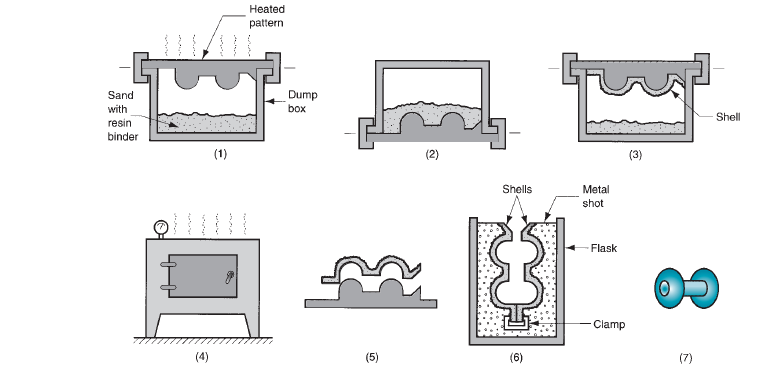 Heated
pattern
Sand
with
resin
binder
Dump
box
(1)
(2)
Shell
(3)
(4)
(5)
Shells
Metal
shot
Flask
Clamp
(6)
(7)